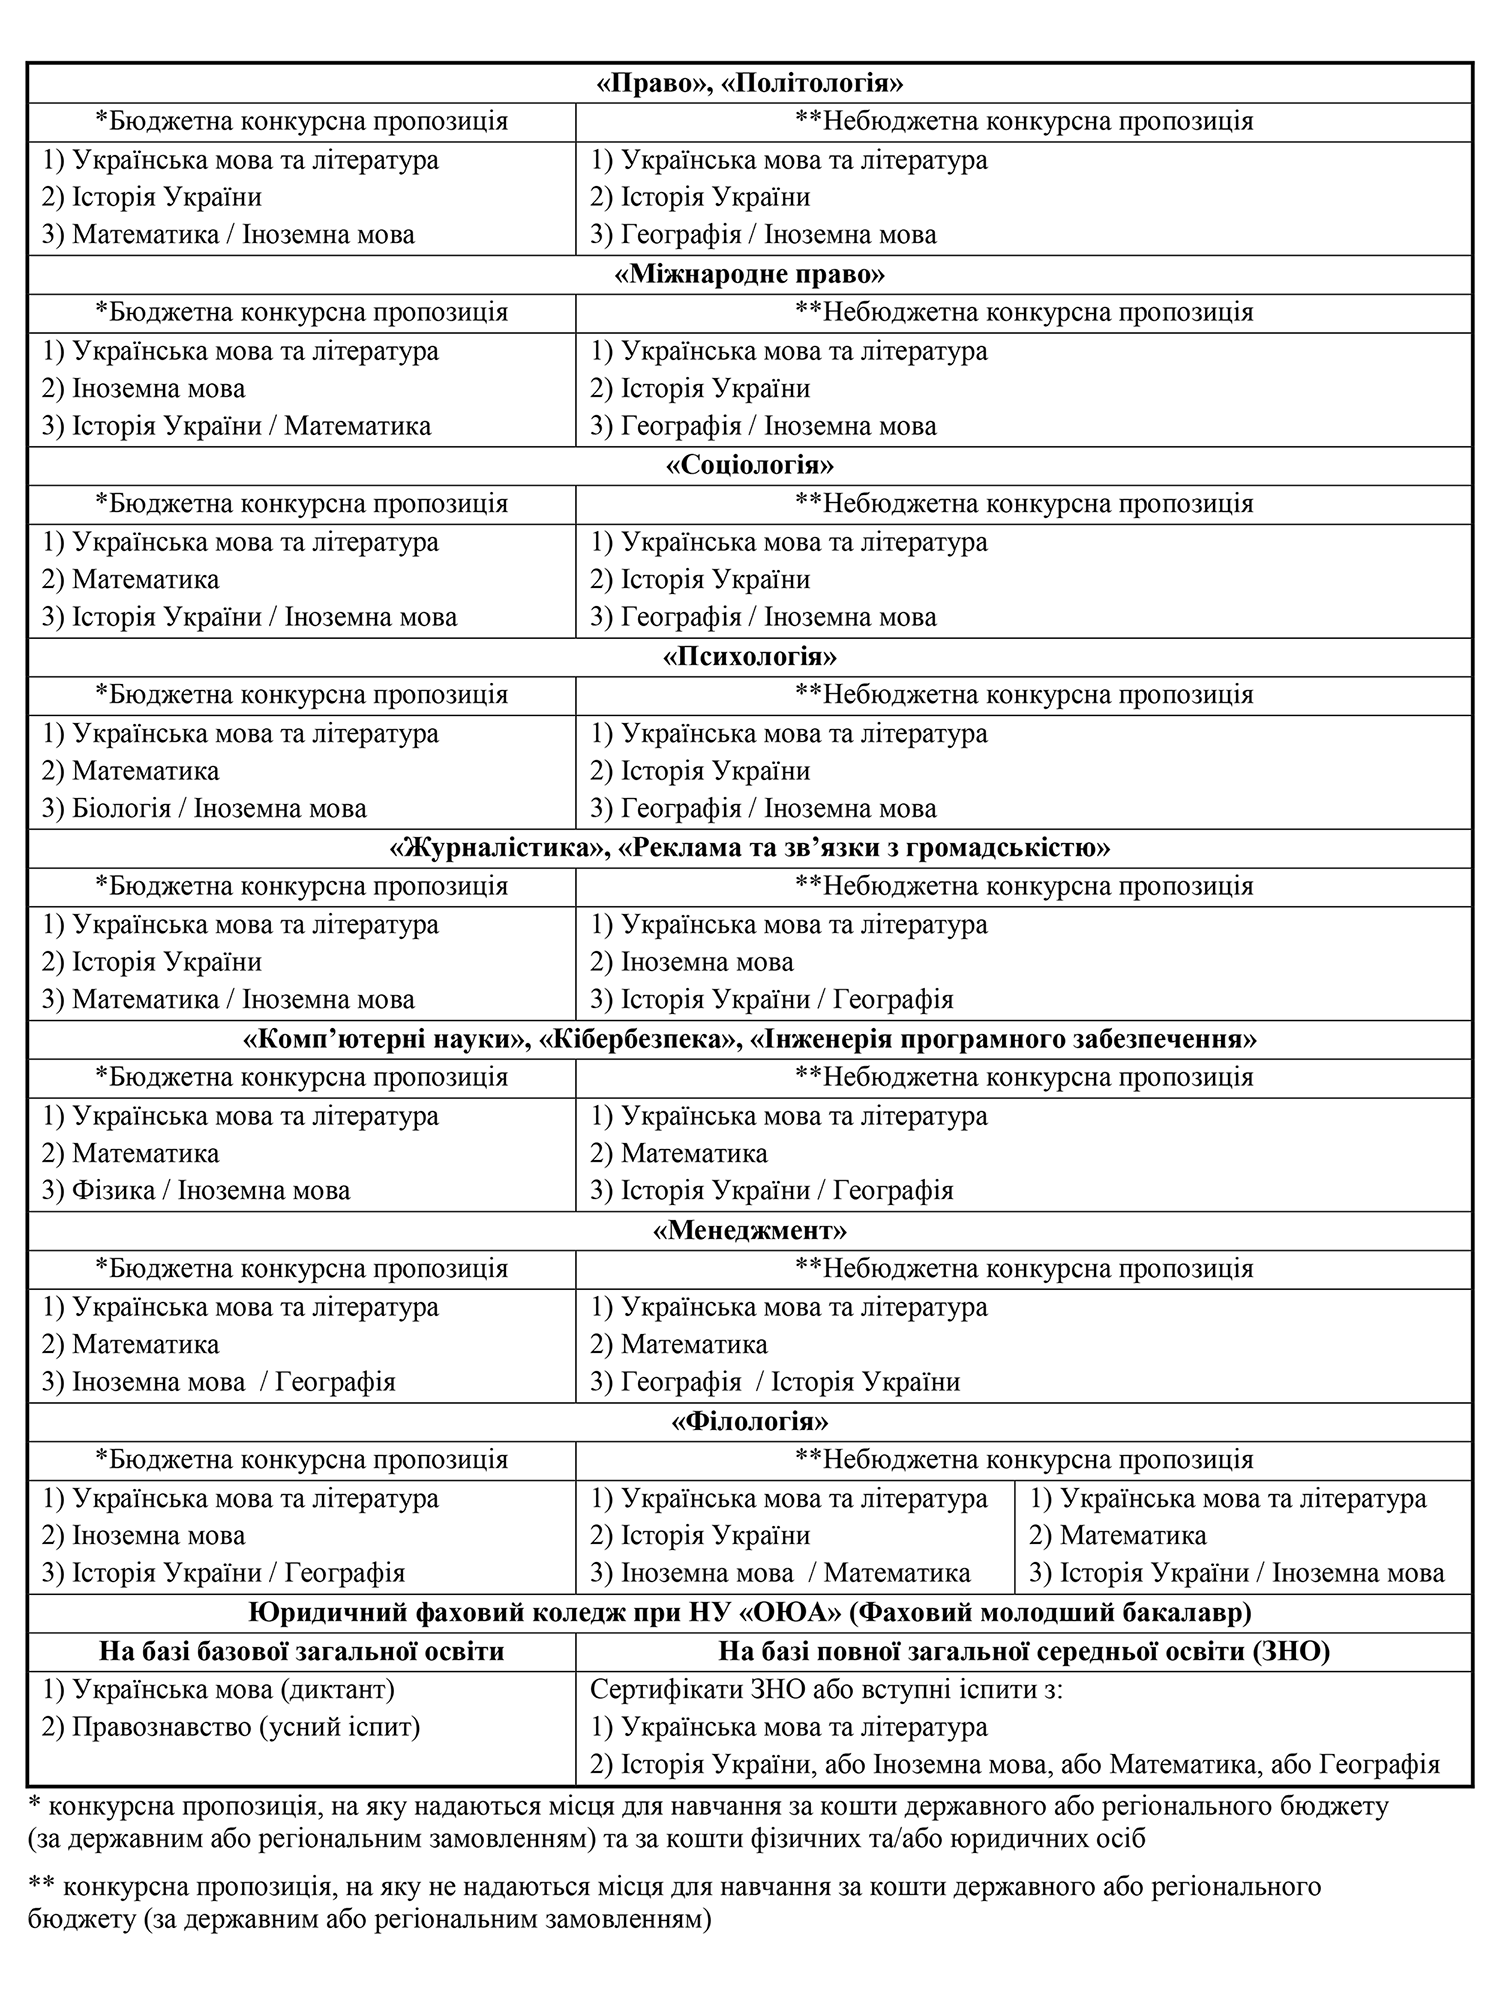 «Право», «Політологія»
*Бюджетна конкурсна пропозиція
**Небюджетна конкурсна пропозиція
1) Українська мова та література
2) Історія України
3) Математика / Іноземна мова
1) Українська мова та література
2) Історія України
3) Географія / Іноземна мова
«Міжнародне право»
*Бюджетна конкурсна пропозиція
**Небюджетна конкурсна пропозиція
1) Українська мова та література
2) Іноземна мова
3) Історія України / Математика
1) Українська мова та література
2) Історія України
3) Географія / Іноземна мова
«Соціологія»
*Бюджетна конкурсна пропозиція
**Небюджетна конкурсна пропозиція
1) Українська мова та література
2) Математика
3) Історія України / Іноземна мова
1) Українська мова та література
2) Історія України
3) Географія / Іноземна мова
«Психологія»
*Бюджетна конкурсна пропозиція
**Небюджетна конкурсна пропозиція
1) Українська мова та література
2) Математика
3) Біологія / Іноземна мова
1) Українська мова та література
2) Історія України
3) Географія / Іноземна мова
«Журналістика», «Реклама та зв’язки з громадськістю»
*Бюджетна конкурсна пропозиція
**Небюджетна конкурсна пропозиція
1) Українська мова та література
2) Історія України
3) Математика / Іноземна мова
1) Українська мова та література
2) Іноземна мова
3) Історія України / Географія
«Комп’ютерні науки», «Кібербезпека», «Інженерія програмного забезпечення»
*Бюджетна конкурсна пропозиція
**Небюджетна конкурсна пропозиція
1) Українська мова та література
2) Математика
3) Фізика / Іноземна мова
1) Українська мова та література
2) Математика
3) Історія України / Географія
«Менеджмент»
*Бюджетна конкурсна пропозиція
**Небюджетна конкурсна пропозиція
1) Українська мова та література
2) Математика
3) Іноземна мова / Географія
1) Українська мова та література
2) Математика
3) Географія / Історія України
«Філологія»
*Бюджетна конкурсна пропозиція
**Небюджетна конкурсна пропозиція
1) Українська мова та література
2) Іноземна мова
3) Історія України / Географія
1) Українська мова та література
2) Історія України
3) Іноземна мова / Математика
1) Українська мова та література
2) Математика
3) Історія України / Іноземна мова
Юридичний фаховий коледж при НУ «ОЮА» (Фаховий молодший бакалавр)
На базі базової загальної освіти
На базі повної загальної середньої освіти (ЗНО)
1) Українська мова (диктант)
2) Правознавство (усний іспит)
Сертифікати ЗНО або вступні іспити з:
1) Українська мова та література
2) Історія України, або Іноземна мова, або Математика, або Географія
* конкурсна пропозиція, на яку надаються місця для навчання за кошти державного або регіонального бюджету
(за державним або регіональним замовленням) та за кошти фізичних та/або юридичних осіб
** конкурсна пропозиція, на яку не надаються місця для навчання за кошти державного або регіонального
бюджету (за державним або регіональним замовленням)